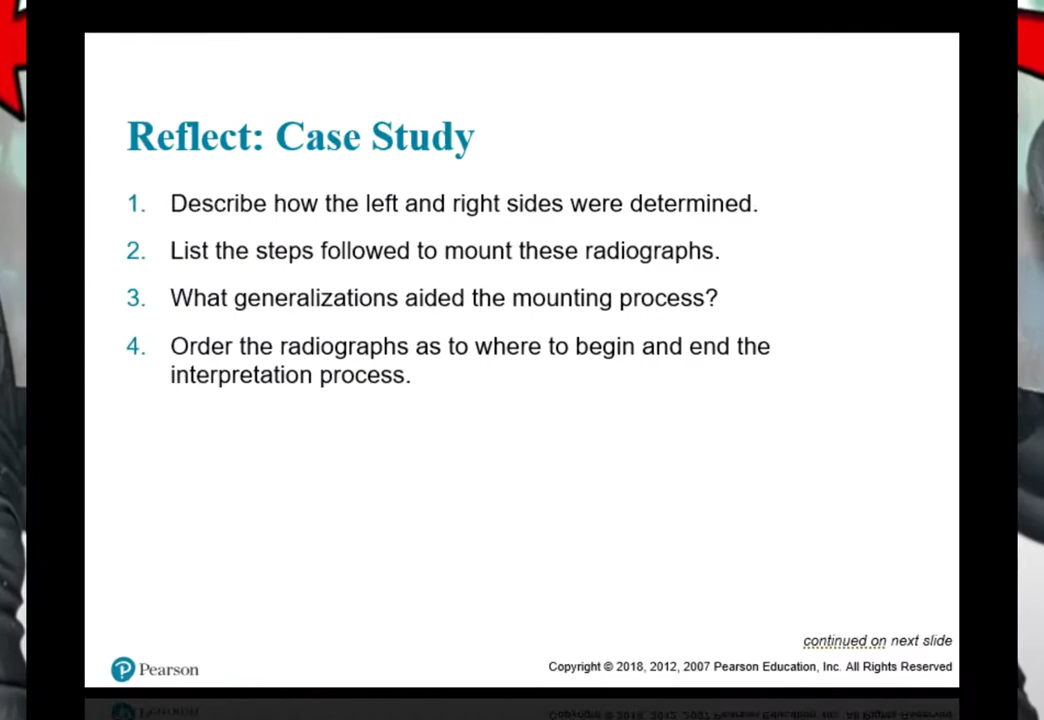 Reflect: Case Study
1. Describe how the left and right sides were determined.
2. List the steps followed to mount these radiographs.
3. What generalizations aided the mounting process?
4. Order the radiographs as to where to begin and end the
interpretation process.
continued on next slide
Pearson
Copyright © 2018, 2012, 2007 Pearson Education, Inc. All Rights Reserved